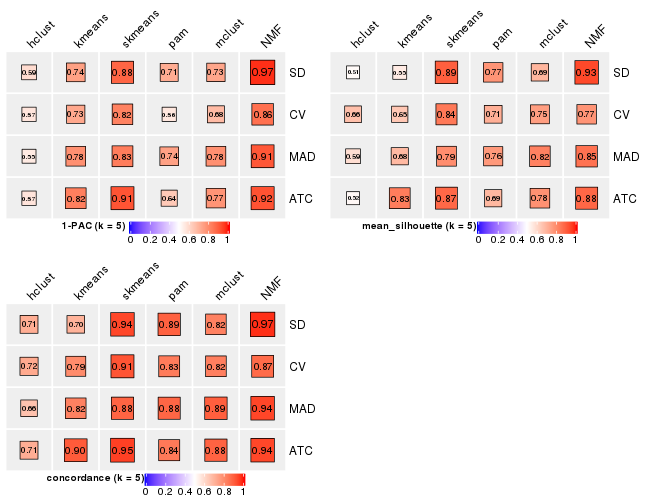 hclust kmeans skmeans pam mclust NMF
0.59 0.74 0.88 0.71 0.73 0.97 SD
0.57 0.73 0.82 0.56 0.68 0.86 CV
0.55 0.78 0.83 0.74 0.78 0.91 MAD
0.57 0.82 0.91 0.64 0.77 0.92 ATC
1-PAC (k = 5)
0 0.2 0.4 0.6 0.8 1
hclust kmeans skmeans pam mclust NMF
0.51 0.55 0.89 0.77 0.69 0.93 SD
0.66 0.65 0.84 0.71 0.75 0.77 CV
0.59 0.68 0.79 0.76 0.82 0.85 MAD
0.52 0.83 0.87 0.69 0.78 0.88 ATC
mean_silhouette (k = 5)
0 0.2 0.4 0.6 0.8 1
hclust kmeans skmeans pam mclust NMF
0.71 0.70 0.94 0.89 0.82 0.97 SD
0.72 0.79 0.91 0.83 0.82 0.87 CV
0.66 0.82 0.88 0.88 0.89 0.94 MAD
0.71 0.90 0.95 0.84 0.88 0.94 ATC
concordance (k = 5)
0 0.2 0.4 0.6 0.8 1